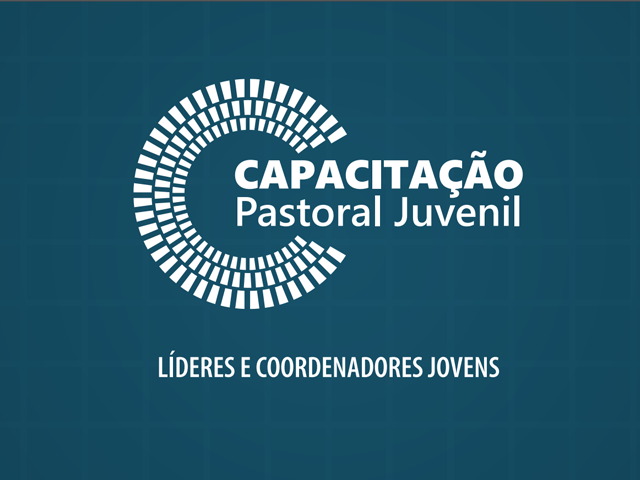 CAPACITAÇÃO
Pastoral Juvenil
LÍDERES E COORDENADORES JOVENS